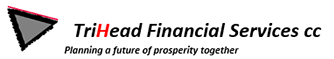 TriHead Financial Services cc
Planning a future of prosperity together